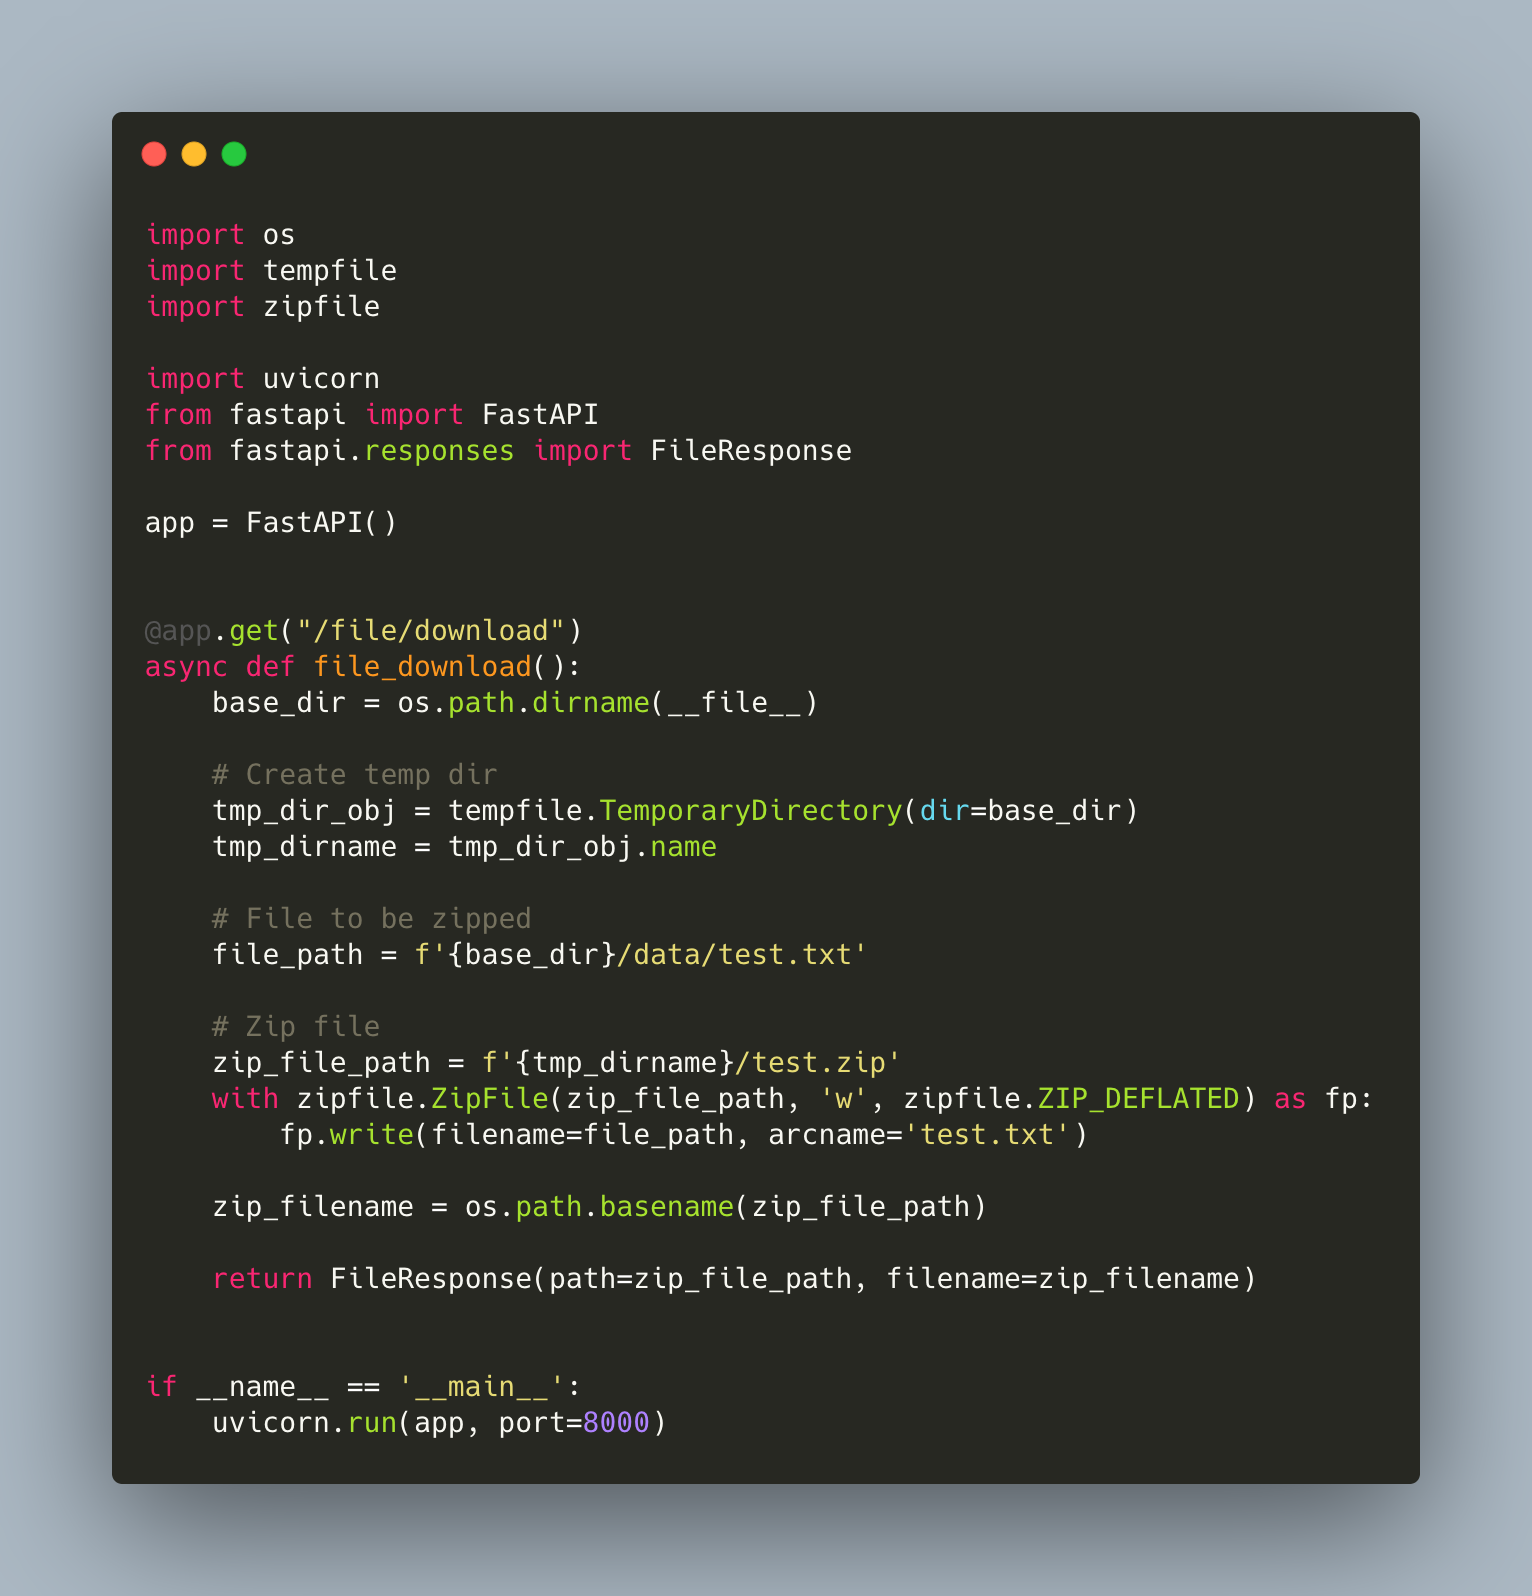 import os
import tempfile
import zipfile
import uvicorn
from fastapi import FastAPI
from fastapi.responses import FileResponse
app = FastAPI()
@app.get("/file/download")
async def file_download():
    base_dir = os.path.dirname(__file__)
    # Create temp dir
    tmp_dir_obj = tempfile.TemporaryDirectory(dir=base_dir)
    tmp_dirname = tmp_dir_obj.name
    # File to be zipped
    file_path = f'{base_dir}/data/test.txt'
    # Zip file
    zip_file_path = f'{tmp_dirname}/test.zip'
    with zipfile.ZipFile(zip_file_path, 'w', zipfile.ZIP_DEFLATED) as fp:
        fp.write(filename=file_path, arcname='test.txt')
    zip_filename = os.path.basename(zip_file_path)
    return FileResponse(path=zip_file_path, filename=zip_filename)
if __name__ == '__main__':
    uvicorn.run(app, port=8000)